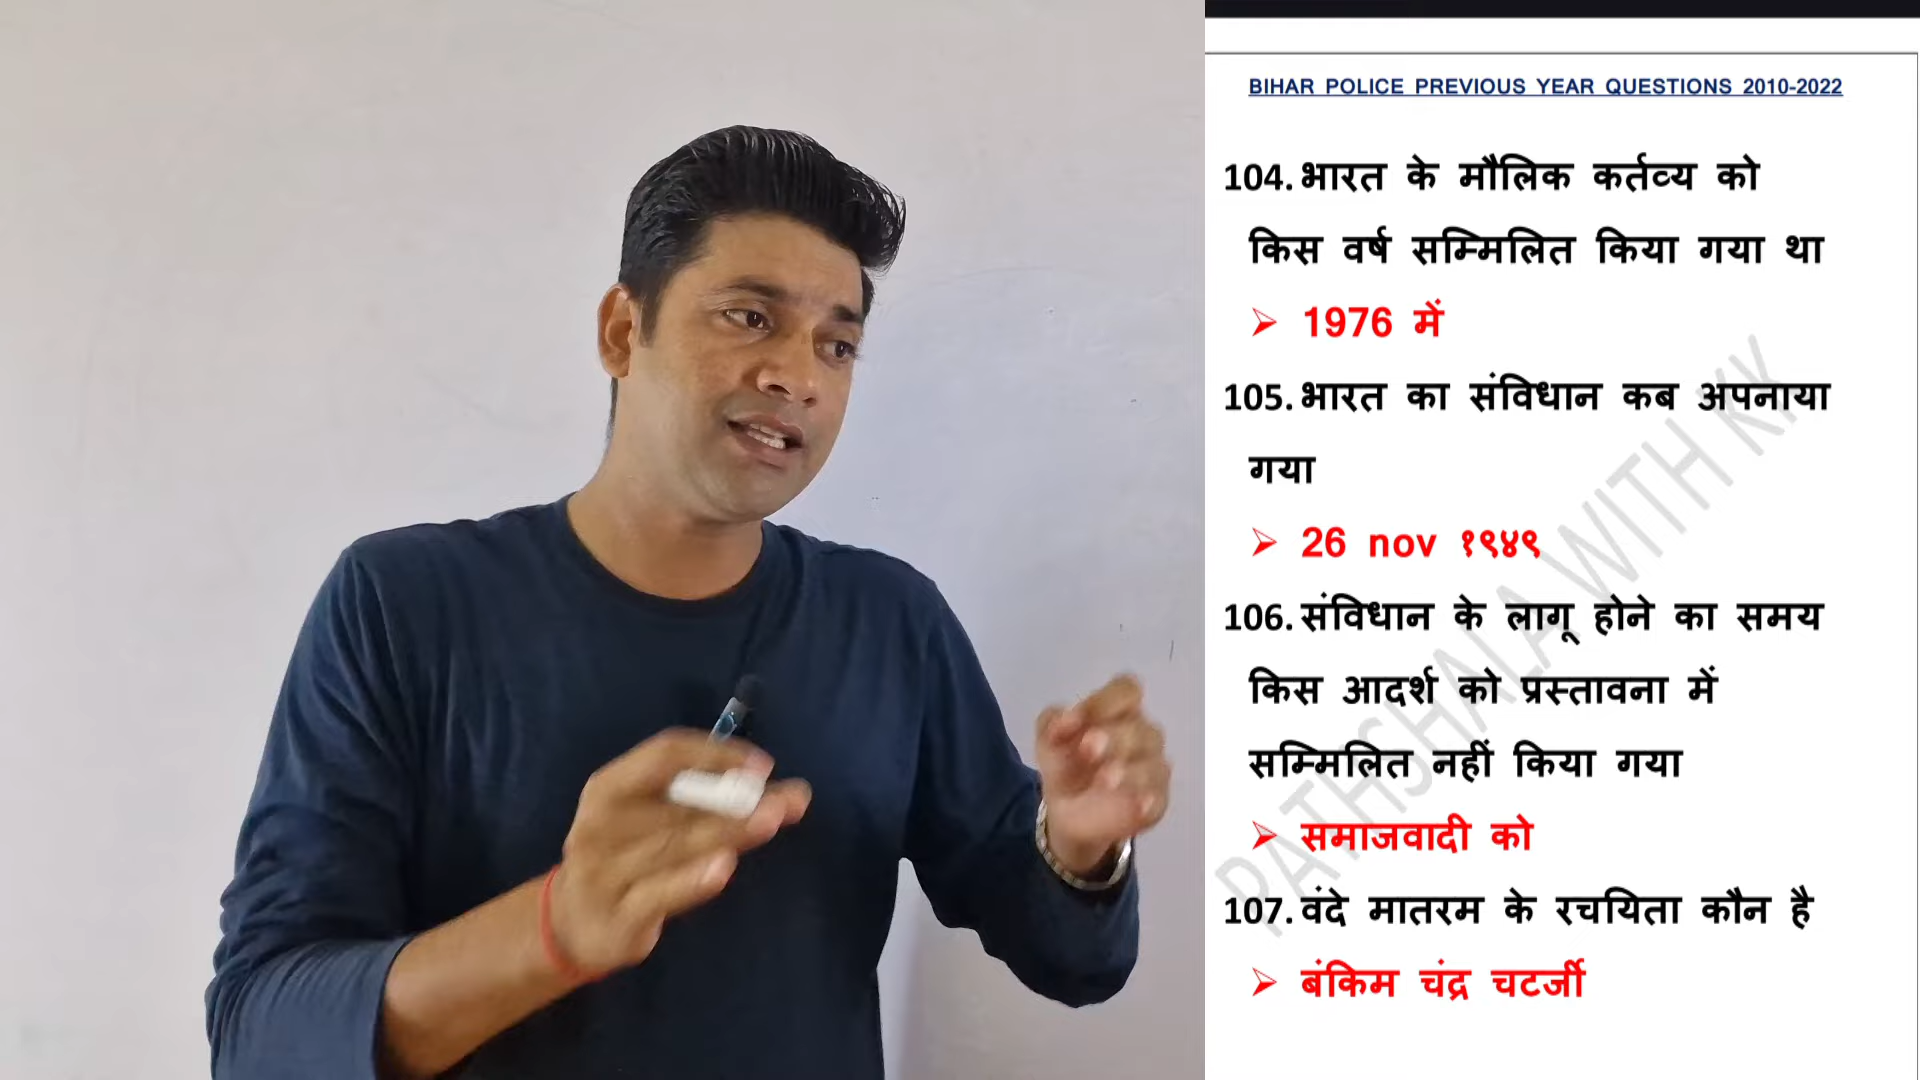 BIHAR POLICE PREVIOUS YEAR QUESTIONS 2010-2022
104. भारत के मौलिक कर्तव्य को
किस वर्ष सम्मिलित किया गया था
➢ 1976 में
105. भारत का संविधान कब अपनाया
गया
➢ 26 nov १९४९
106. संविधान के लागू होने का समय
किस आदर्श को प्रस्तावना में
सम्मिलित नहीं किया गया
➢ समाजवादी को
107. वंदे मातरम के रचयिता कौन है
➢ बंकिम चंद्र चटर्जी
PATHSHALA WITH KK